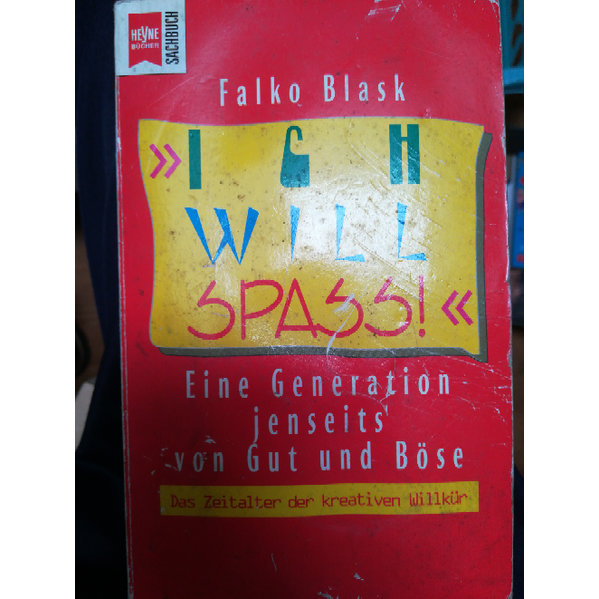 HEYNE
BÜCHER
SACHBUCH
Falko Blask
»ICH
WILL
SPASS!«
Eine Generation
jenseits
von Gut und Böse
Das Zeitalter der kreativen Willkür